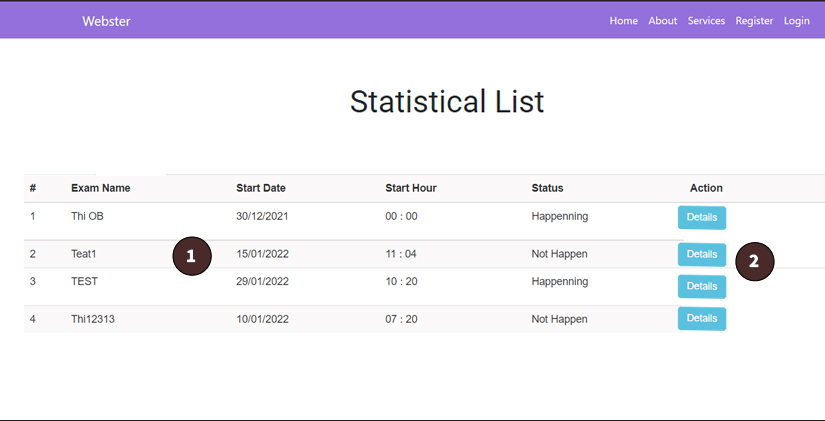 Webster Home About Services Register Login
Statistical List
# Exam Name Start Date Start Hour Status Action
1 Thi OB 30/12/2021 00 : 00 Happenning Details
2 Teat1 1 15/01/2022 11 : 04 Not Happen Details 2
3 TEST 29/01/2022 10 : 20 Happenning Details
4 Thi12313 10/01/2022 07 : 20 Not Happen Details